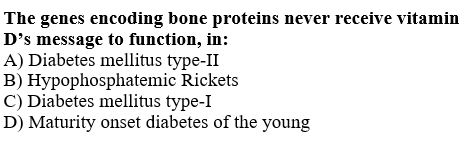 The genes encoding bone proteins never receive vitamin
D’s message to function, in:
A) Diabetes mellitus type-II
B) Hypophosphatemic Rickets
C) Diabetes mellitus type-I
D) Maturity onset diabetes of the young